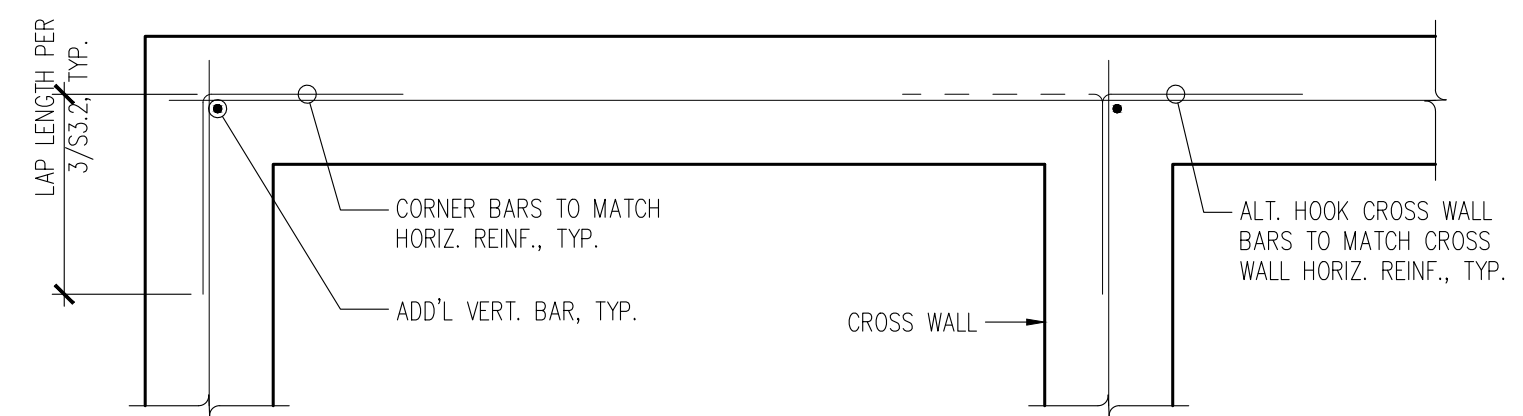 LAP LENGTH PER
3/S3.2, TYP.
CORNER BARS TO MATCH
HORIZ. REINF., TYP.
ADD'L VERT. BAR, TYP.
CROSS WALL
ALT. HOOK CROSS WALL
BARS TO MATCH CROSS
WALL HORIZ. REINF., TYP.